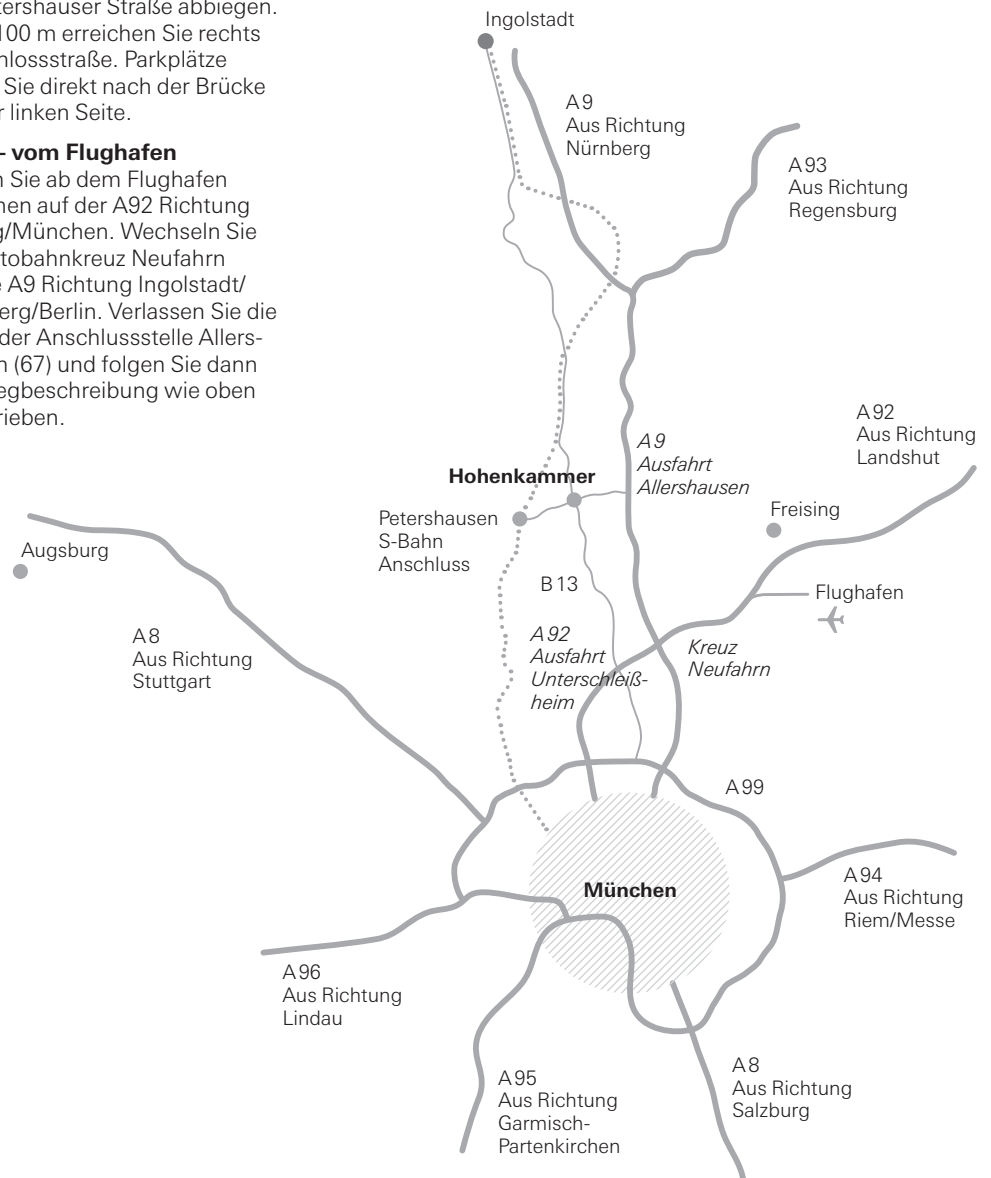 tershauser Straße abbiegen.
100 m erreichen Sie rechts
hlossstraße. Parkplätze
Sie direkt nach der Brücke
r linken Seite.
– vom Flughafen
n Sie ab dem Flughafen
hen auf der A92 Richtung
g/München. Wechseln Sie
tobahnkreuz Neufahrn
e A9 Richtung Ingolstadt/
erg/Berlin. Verlassen Sie die
der Anschlussstelle Allers-
n (67) und folgen Sie dann
egbeschreibung wie oben
rieben.
Ingolstadt
A 9
Aus Richtung
Nürnberg
A 93
Aus Richtung
Regensburg
A 92
Aus Richtung
Landshut
A 9
Ausfahrt
Allershausen
Hohenkammer
Petershausen
S-Bahn
Anschluss
Freising
Augsburg
B 13
Flughafen
A 8
Aus Richtung
Stuttgart
A 92
Ausfahrt
Unterschleiß-
heim
Kreuz
Neufahrn
A 99
München
A 94
Aus Richtung
Riem/Messe
A 96
Aus Richtung
Lindau
A 95
Aus Richtung
Garmisch-
Partenkirchen
A 8
Aus Richtung
Salzburg